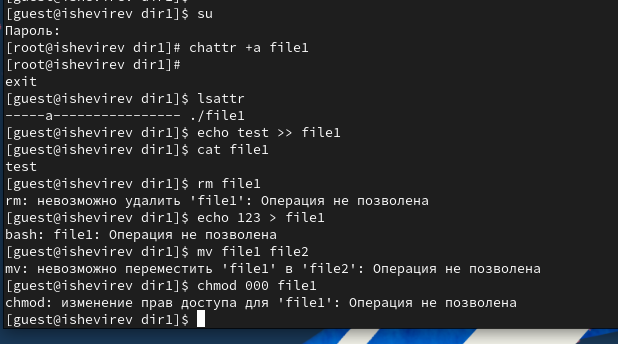 [guest@ishevirev dir1]$ su
Пароль:
[root@ishevirev dir1]# chattr +a file1
[root@ishevirev dir1]#
exit
[guest@ishevirev dir1]$ lsattr
-----a---------------- ./file1
[guest@ishevirev dir1]$ echo test >> file1
[guest@ishevirev dir1]$ cat file1
test
[guest@ishevirev dir1]$ rm file1
rm: невозможно удалить 'file1': Операция не позволена
[guest@ishevirev dir1]$ echo 123 > file1
bash: file1: Операция не позволена
[guest@ishevirev dir1]$ mv file1 file2
mv: невозможно переместить 'file1' в 'file2': Операция не позволена
[guest@ishevirev dir1]$ chmod 000 file1
chmod: изменение прав доступа для 'file1': Операция не позволена
[guest@ishevirev dir1]$